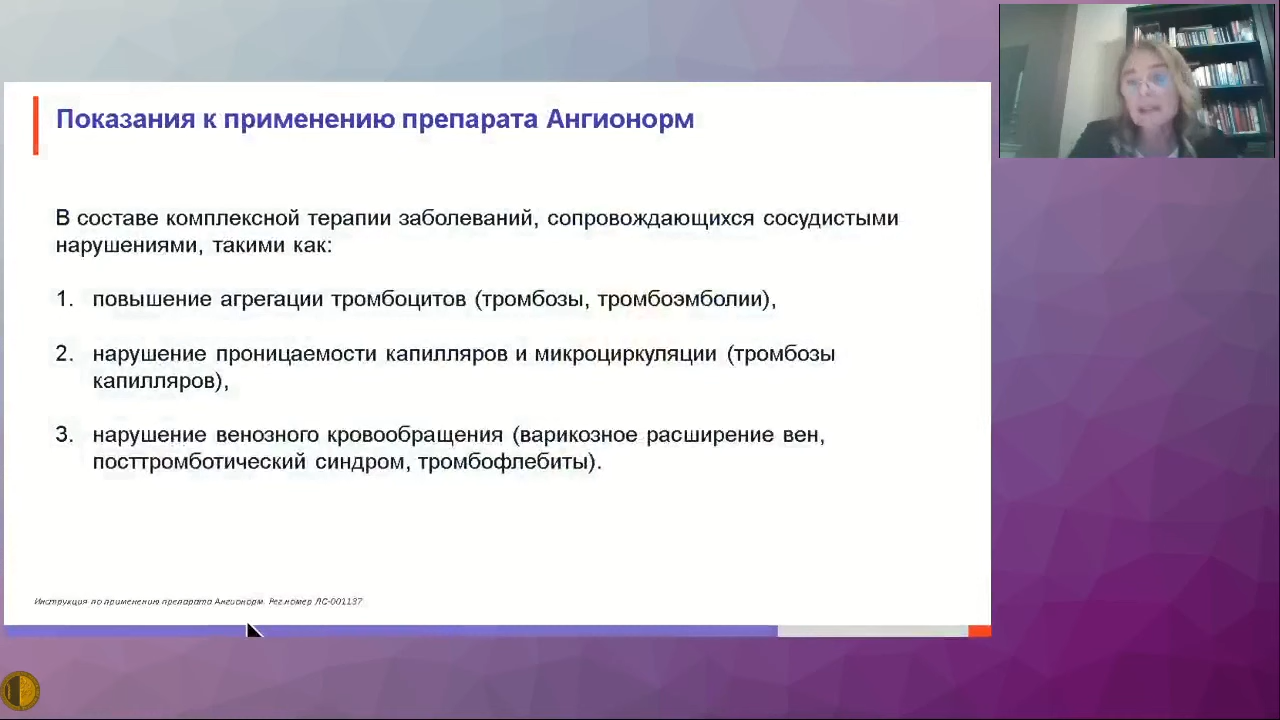 Показания к применению препарата Ангионорм
В составе комплексной терапии заболеваний, сопровождающихся сосудистыми
нарушениями, такими как:
1. повышение агрегации тромбоцитов (тромбозы, тромбоэмболии),
2. нарушение проницаемости капилляров и микроциркуляции (тромбозы
капилляров),
3. нарушение венозного кровообращения (варикозное расширение вен,
посттромботический синдром, тромбофлебиты).
Инструкция по применению препарата Ангионорм. Рег.номер ЛС-001137